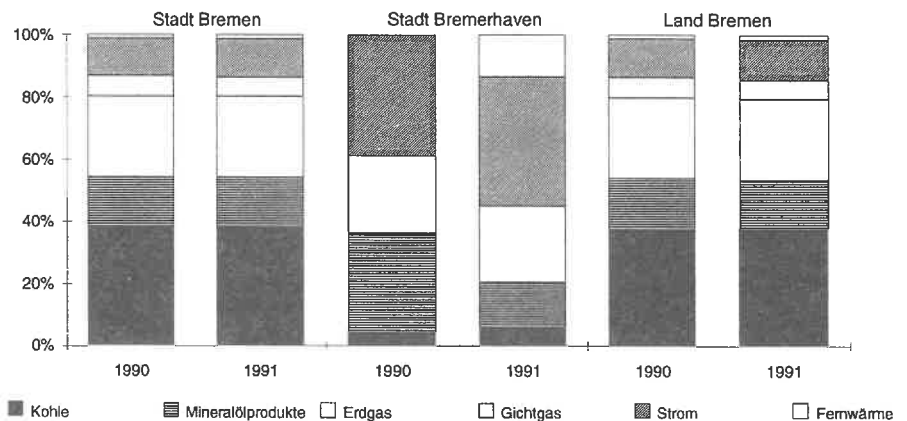 Stadt Bremen Stadt Bremerhaven Land Bremen
100%
80%
60%
40%
20%
0%
1990 1991 1990 1991 1990 1991
Kohle Mineralölprodukte Erdgas Gichtgas Strom Fernwärme